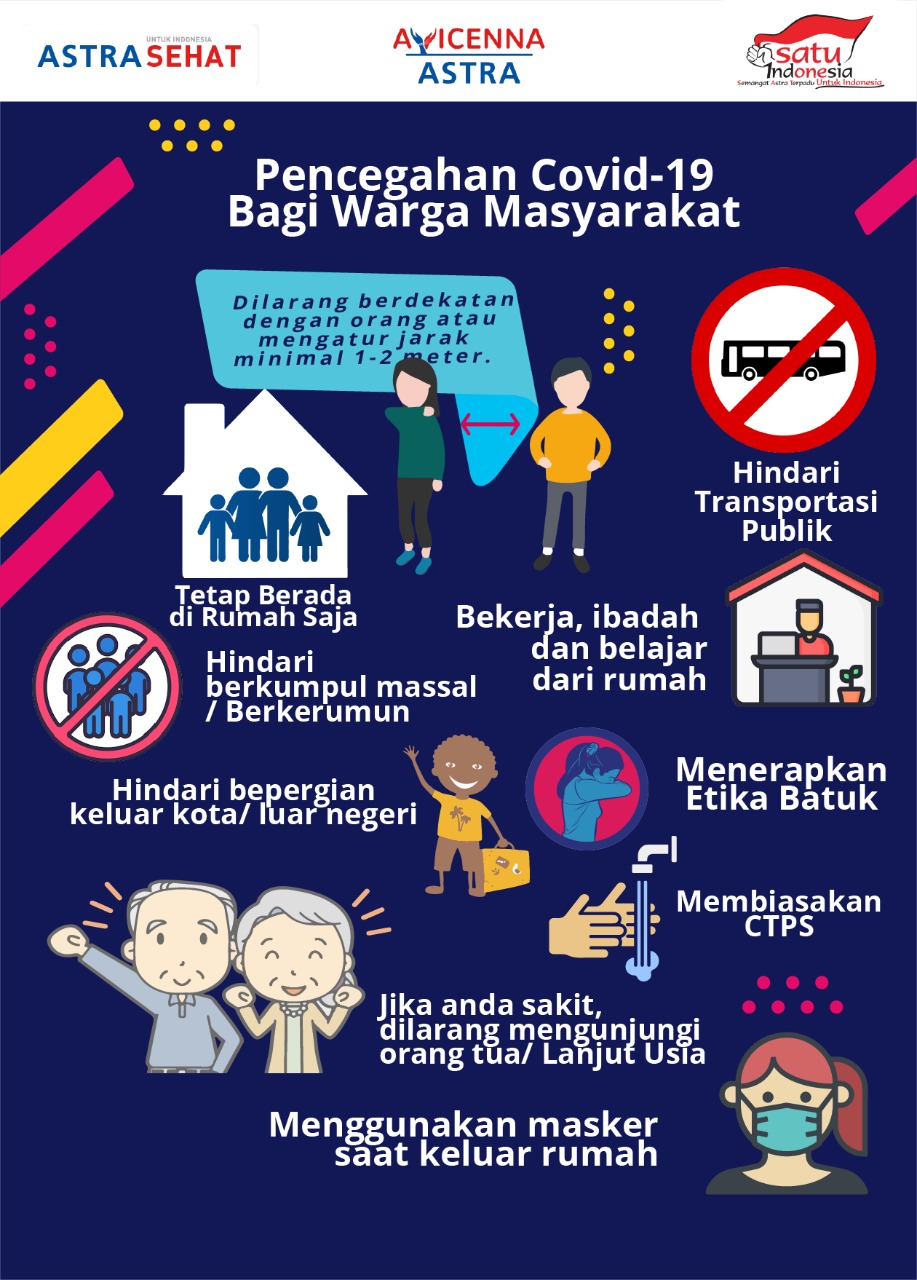 UNTUK INDONESIA
ASTRA SEHAT
AVICENNA
ASTRA
satu
Indonesia
Semangat Astra Terpadu Untuk Indonesia
Pencegahan Covid-19
Bagi Warga Masyarakat
Dilarang berdekatan
dengan orang atau
mengatur jarak
minimal 1-2 meter.
Hindari
Transportasi
Publik
Tetap Berada
di Rumah Saja
Bekerja, ibadah
dan belajar
dari rumah
Hindari
berkumpul massal
/ Berkerumun
Hindari bepergian
keluar kota/ luar negeri
Menerapkan
Etika Batuk
Membiasakan
CTPS
Jika anda sakit,
dilarang mengunjungi
orang tua/ Lanjut Usia
Menggunakan masker
saat keluar rumah